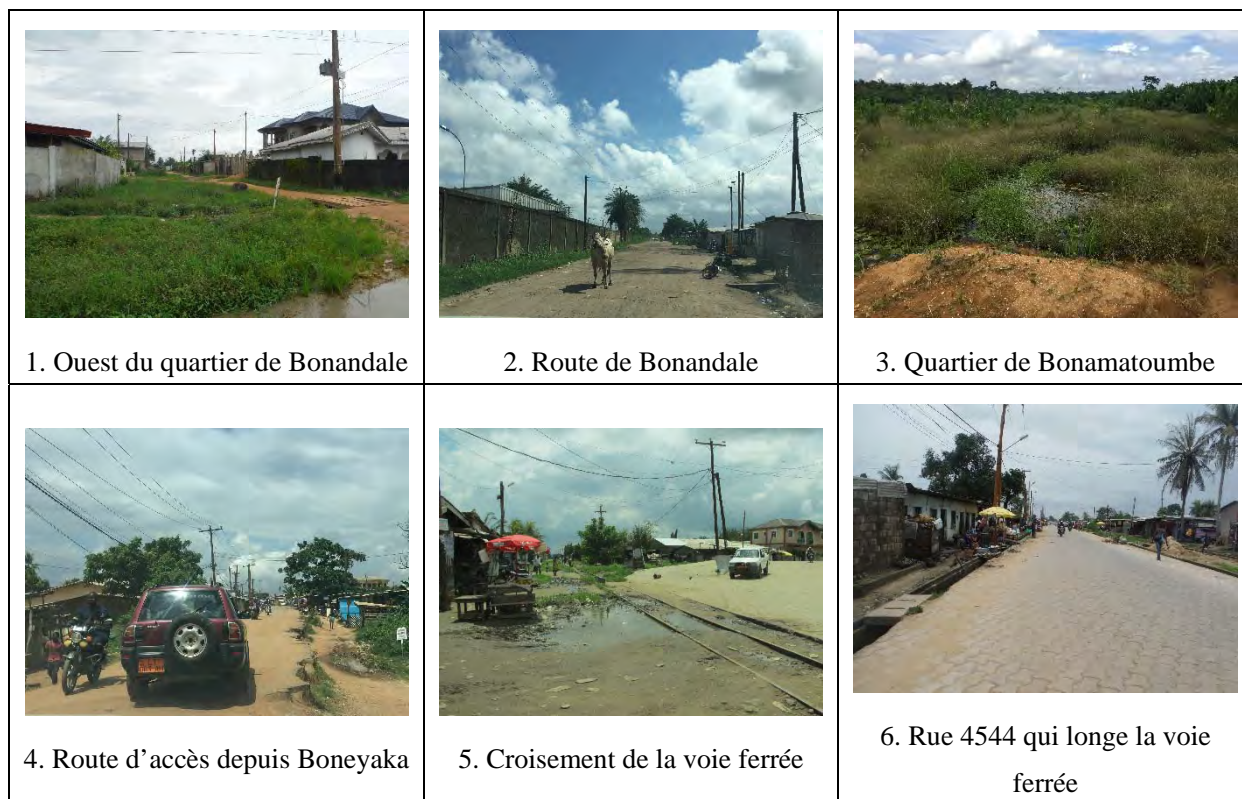 1. Ouest du quartier de Bonandale
2. Route de Bonandale
3. Quartier de Bonamatoumbe
4. Route d’accès depuis Boneyaka
5. Croisement de la voie ferrée
6. Rue 4544 qui longe la voie
ferrée